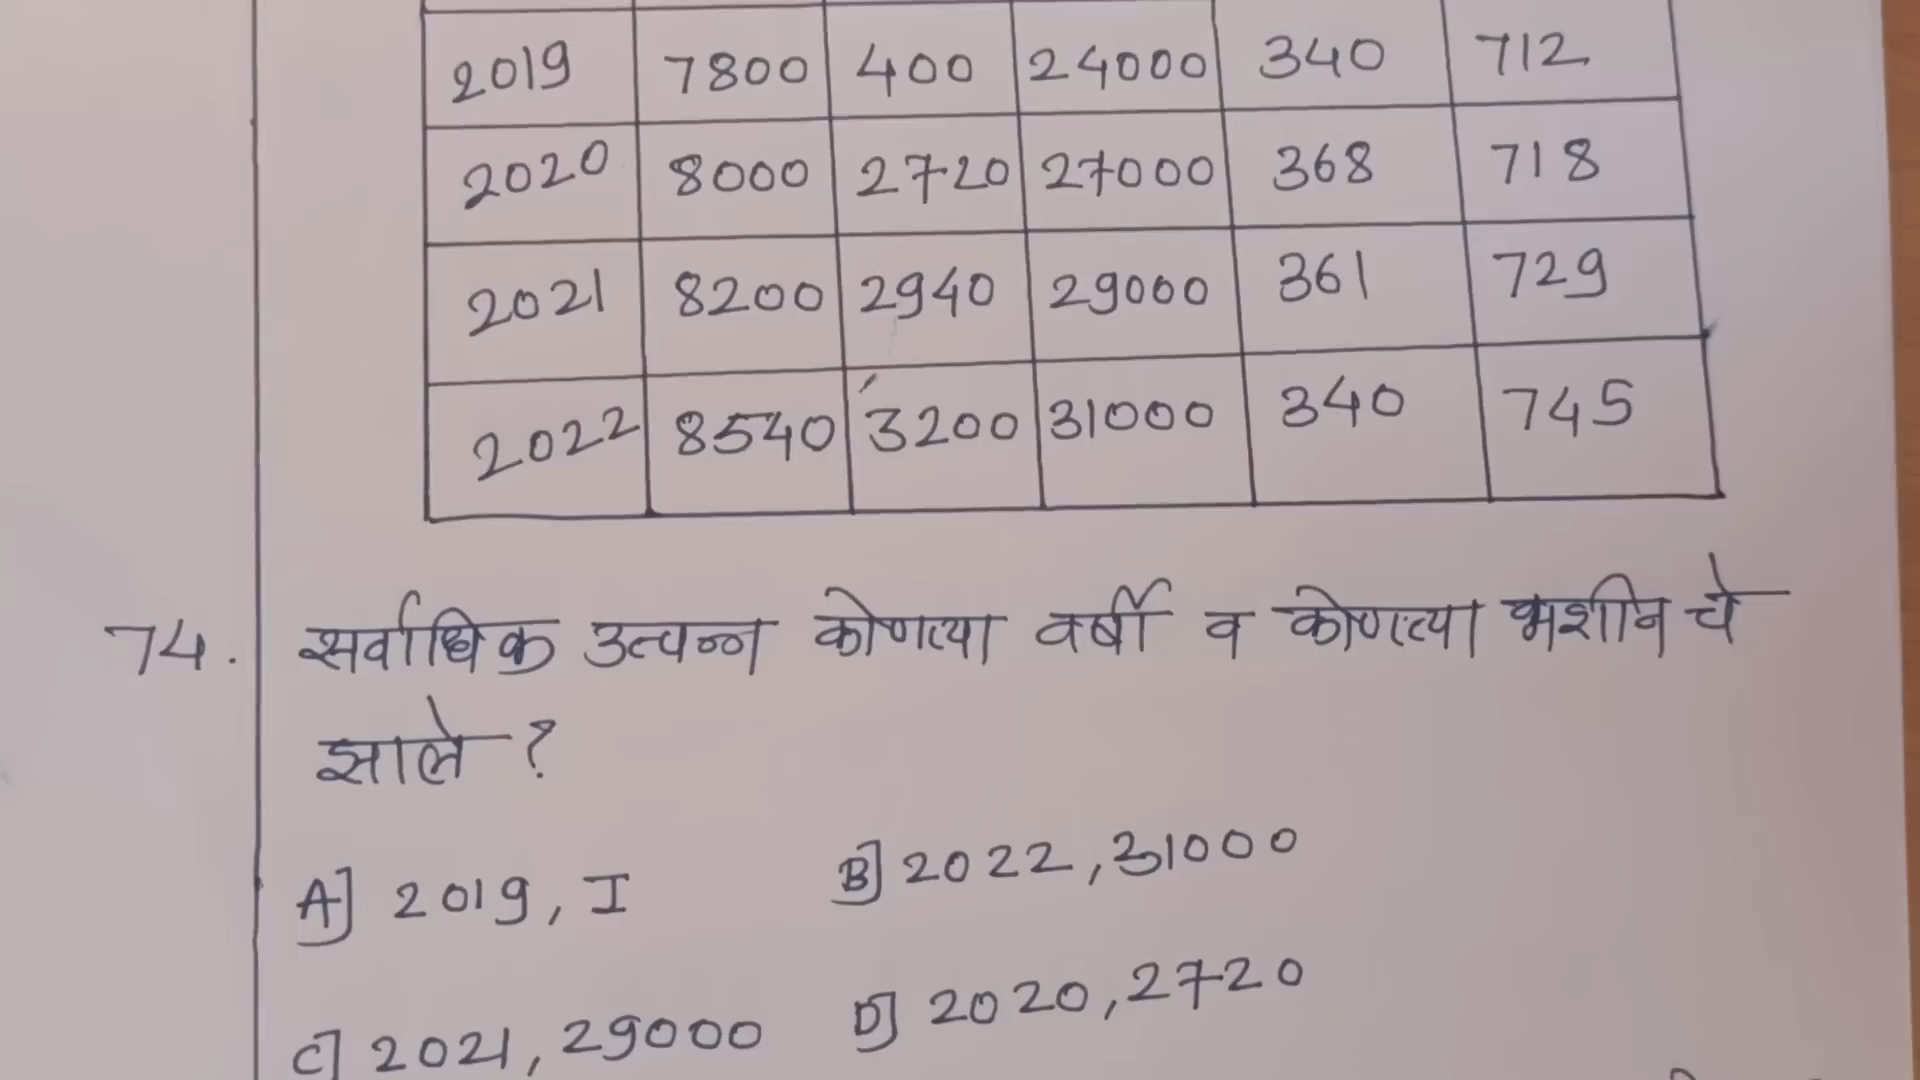 2019 7800 400 24000 340 712
2020 8000 2720 27000 368 718
2021 8200 2940 29000 361 729
2022 8540 3200 31000 340 745
74. सर्वाधिक उत्पन्न कोणत्या वर्षी व कोणत्या मशीन चे
झाले ?
A] 2019, I B] 2022, 31000
C] 2021, 29000 D] 2020, 2720